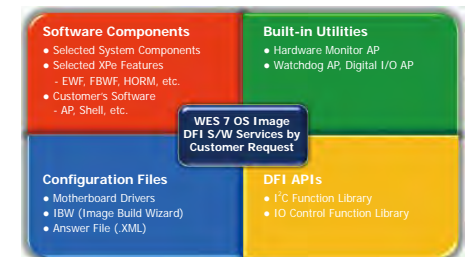 Software Components
● Selected System Components
● Selected XPe Features
- EWF, FBWF, HORM, etc.
● Customer's Software
- AP, Shell, etc.
Built-in Utilities
● Hardware Monitor AP
● Watchdog AP, Digital I/O AP
WES 7 OS Image
DFI S/W Services by
Customer Request
Configuration Files
● Motherboard Drivers
● IBW (Image Build Wizard)
● Answer File (.XML)
DFI APIs
● I²C Function Library
● IO Control Function Library